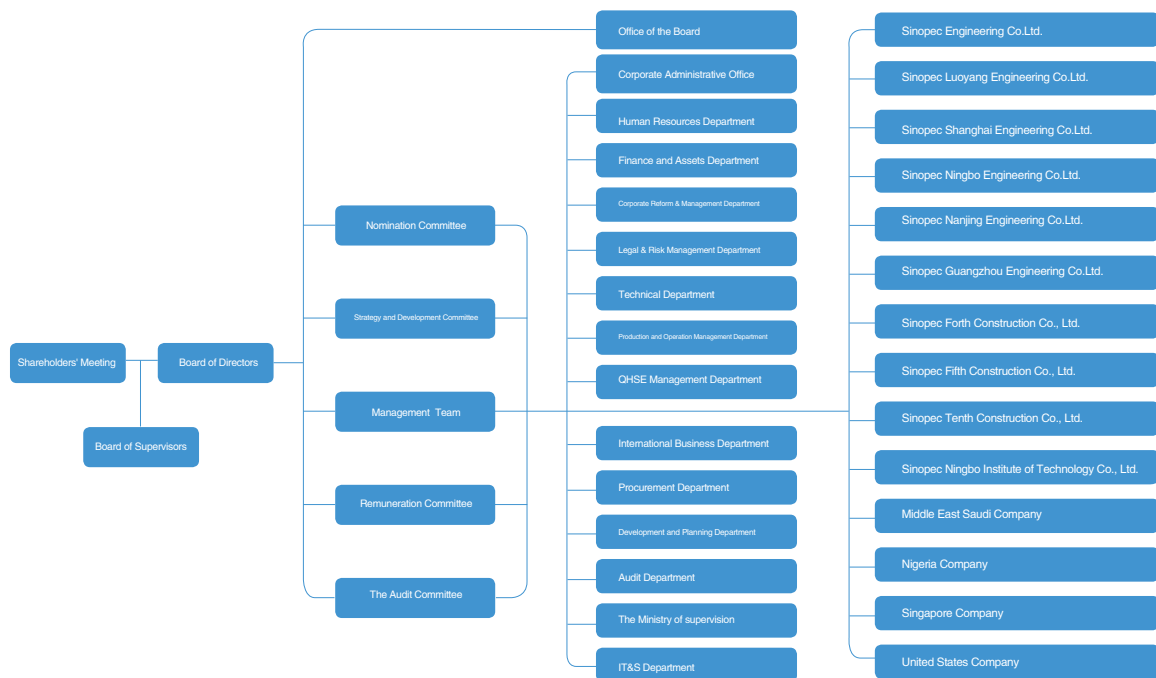 Shareholders' Meeting
Board of Directors
Board of Supervisors
Nomination Committee
Strategy and Development Committee
Management Team
Remuneration Committee
The Audit Committee
Office of the Board
Corporate Administrative Office
Human Resources Department
Finance and Assets Department
Corporate Reform & Management Department
Legal & Risk Management Department
Technical Department
Production and Operation Management Department
QHSE Management Department
International Business Department
Procurement Department
Development and Planning Department
Audit Department
The Ministry of supervision
IT&S Department
Sinopec Engineering Co.Ltd.
Sinopec Luoyang Engineering Co.Ltd.
Sinopec Shanghai Engineering Co.Ltd.
Sinopec Ningbo Engineering Co.Ltd.
Sinopec Nanjing Engineering Co.Ltd.
Sinopec Guangzhou Engineering Co.Ltd.
Sinopec Forth Construction Co., Ltd.
Sinopec Fifth Construction Co., Ltd.
Sinopec Tenth Construction Co., Ltd.
Sinopec Ningbo Institute of Technology Co., Ltd.
Middle East Saudi Company
Nigeria Company
Singapore Company
United States Company